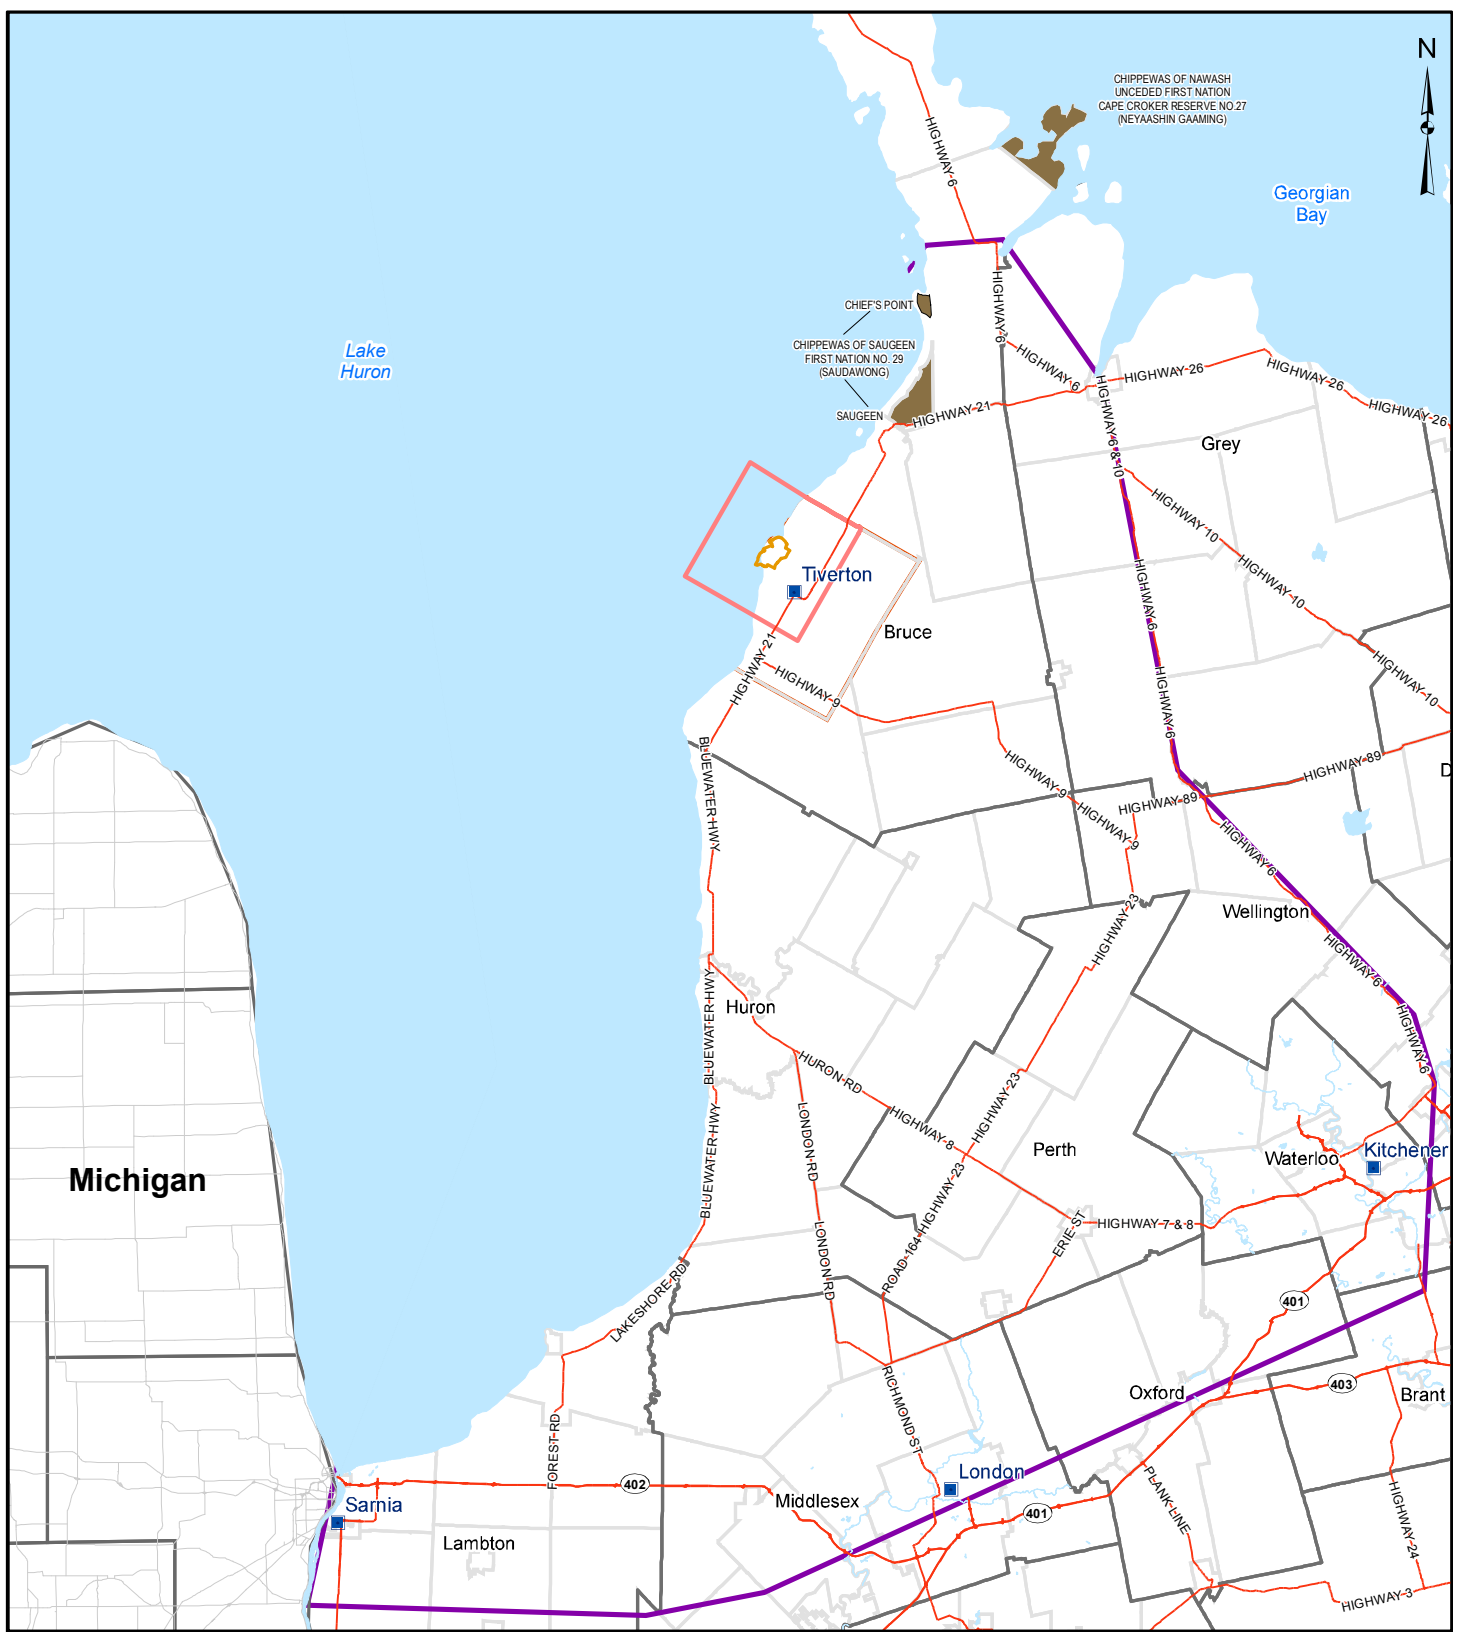 N
CHIPPEWAS OF NAWASH
UNCEDED FIRST NATION
CAPE CROKER RESERVE NO.27
(NEYAASHIN GAAMING)
HIGHWAY 6
Georgian
Bay
HIGHWAY 6
CHIEF'S POINT
CHIPPEWAS OF SAUGEEN
FIRST NATION NO. 29
(SAUDAWONG)
SAUGEEN
Lake
Huron
HIGHWAY 6
HIGHWAY 26
HIGHWAY 26
HIGHWAY 26
HIGHWAY 21
HIGHWAY 6 & 10
Grey
HIGHWAY 10
HIGHWAY 10
HIGHWAY 10
Tiverton
HIGHWAY 6
Bruce
HIGHWAY 21
HIGHWAY 9
HIGHWAY 6
BLUEWATER HWY
HIGHWAY 9
HIGHWAY 9
HIGHWAY 89
HIGHWAY 89
D
HIGHWAY 6
HIGHWAY 23
Wellington
HIGHWAY 6
BLUEWATER HWY
Huron
HIGHWAY 6
HURON RD
HIGHWAY 8
HIGHWAY 23
LONDON RD
BLUEWATER HWY
Perth
Waterloo
Kitchener
Michigan
ROAD 164
HIGHWAY 23
LONDON RD
ERIE ST
HIGHWAY 7 & 8
LAKESHORE RD
401
403
Oxford
Brant
RICHMOND ST
FOREST RD
402
London
Middlesex
401
PLANK LINE
Sarnia
Lambton
HIGHWAY 24
HIGHWAY 3